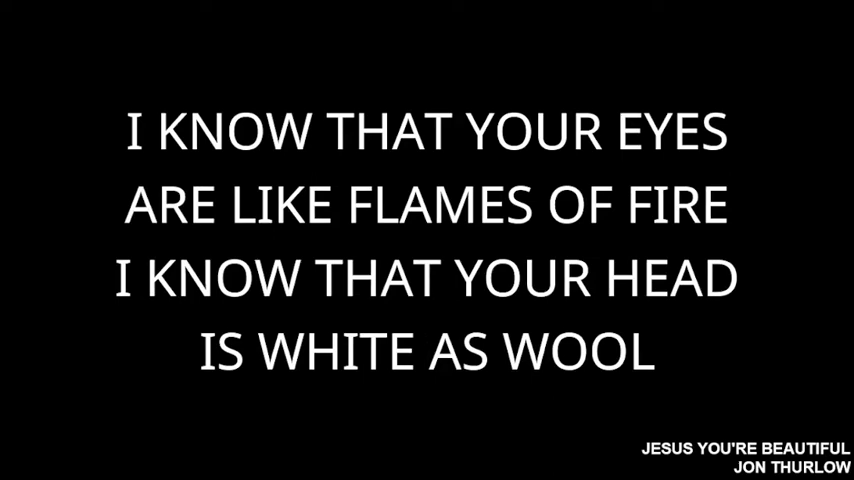 I KNOW THAT YOUR EYES
ARE LIKE FLAMES OF FIRE
I KNOW THAT YOUR HEAD
IS WHITE AS WOOL
JESUS YOU'RE BEAUTIFUL
JON THURLOW